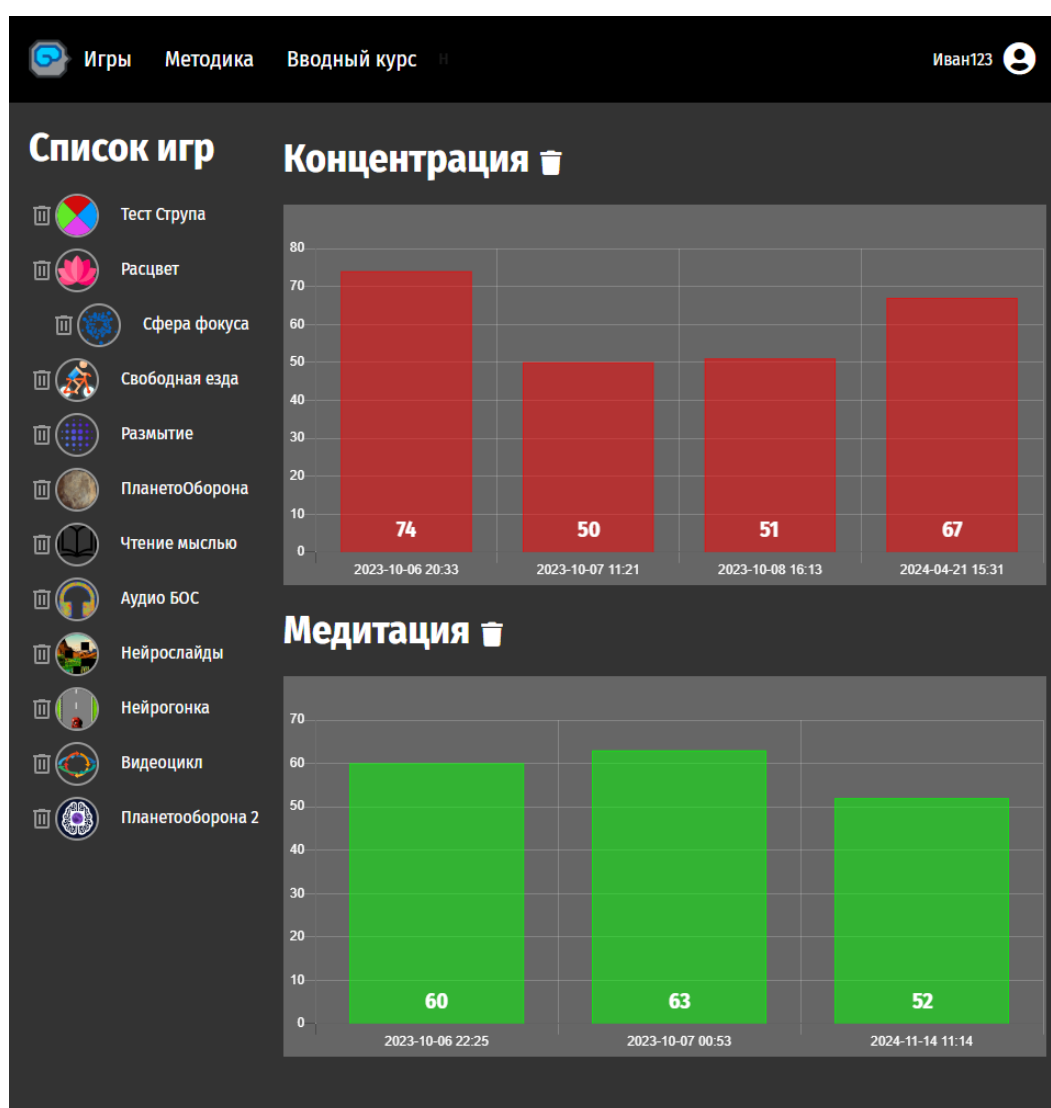 Игры Методика Вводный курс н Иван123
Список игр
Тест Струпа
Расцвет
Сфера фокуса
Свободная езда
Размытие
ПланетоОборона
Чтение мыслью
Аудио БОС
Нейрослайды
Нейрогонка
Видеоцикл
Планетооборона 2
Концентрация
80
70
60
50
40
30
20
10
0
74 50 51 67
2023-10-06 20:33 2023-10-07 11:21 2023-10-08 16:13 2024-04-21 15:31
Медитация
70
60
50
40
30
20
10
0
60 63 52
2023-10-06 22:25 2023-10-07 00:53 2024-11-14 11:14